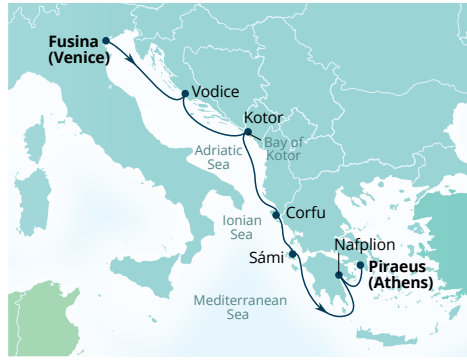 Fusina
(Venice)
Vodice
Kotor
Bay of
Kotor
Adriatic
Sea
Corfu
Ionian
Sea
Nafplion
Sámi
Piraeus
(Athens)
Mediterranean
Sea